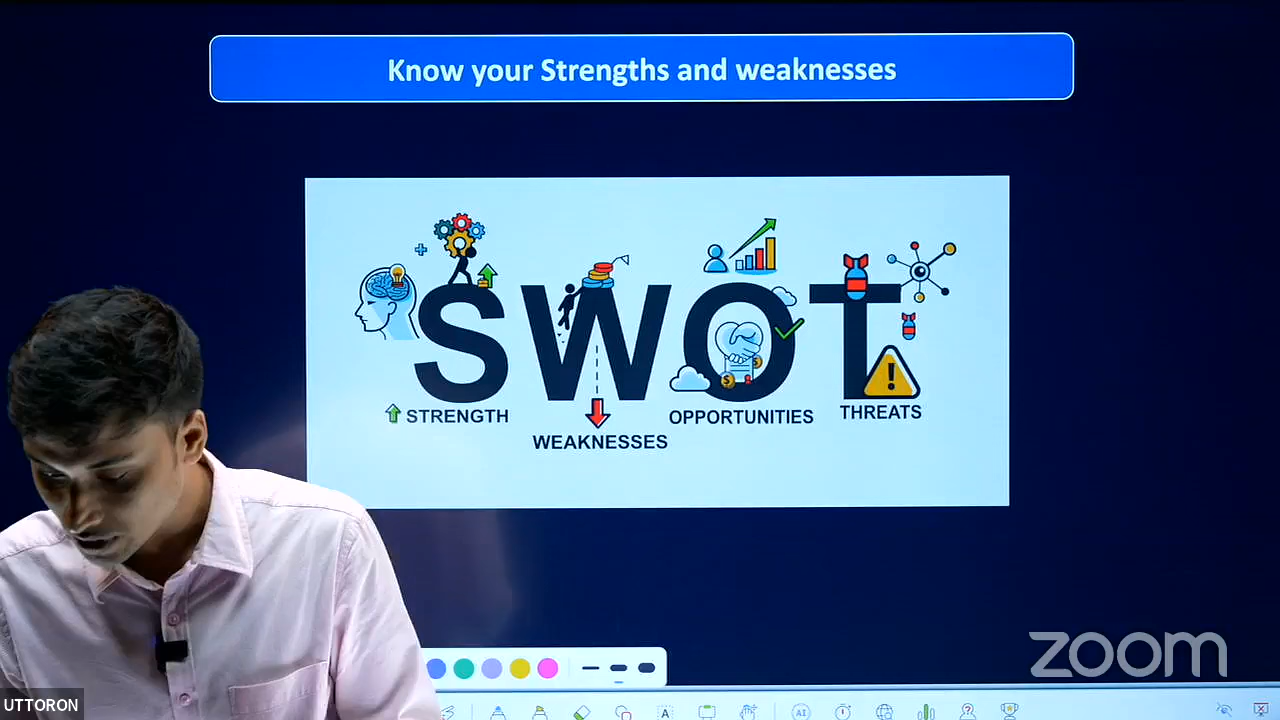 Know your Strengths and weaknesses
SWOT
STRENGTH
WEAKNESSES
OPPORTUNITIES
THREATS
zoom
UTTORON